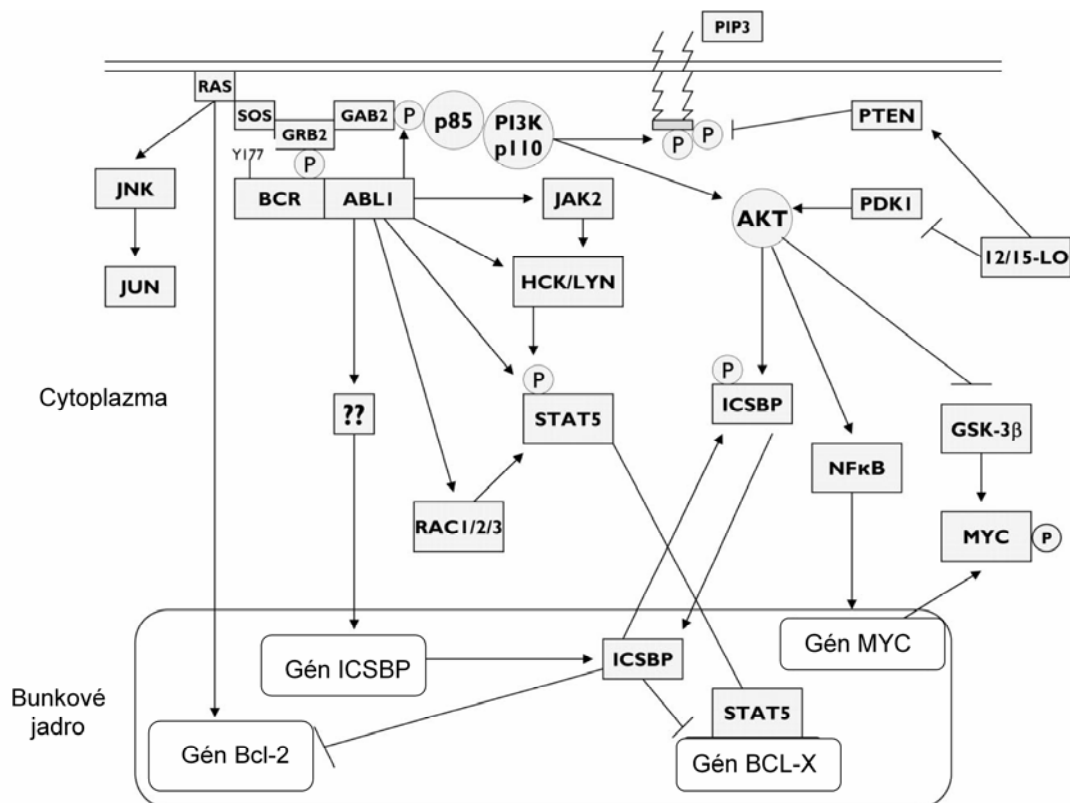 PIP3
RAS
SOS
GRB2
GAB2
P
p85
PI3K
p110
P
P
PTEN
Y177
P
JNK
BCR
ABL1
JAK2
AKT
PDK1
12/15-LO
JUN
HCK/LYN
Cytoplazma
P
P
??
STAT5
ICSBP
GSK-3β
NFκB
RAC1/2/3
MYC
P
Gén ICSBP
ICSBP
Gén MYC
Bunkové
jadro
STAT5
Gén Bcl-2
Gén BCL-X